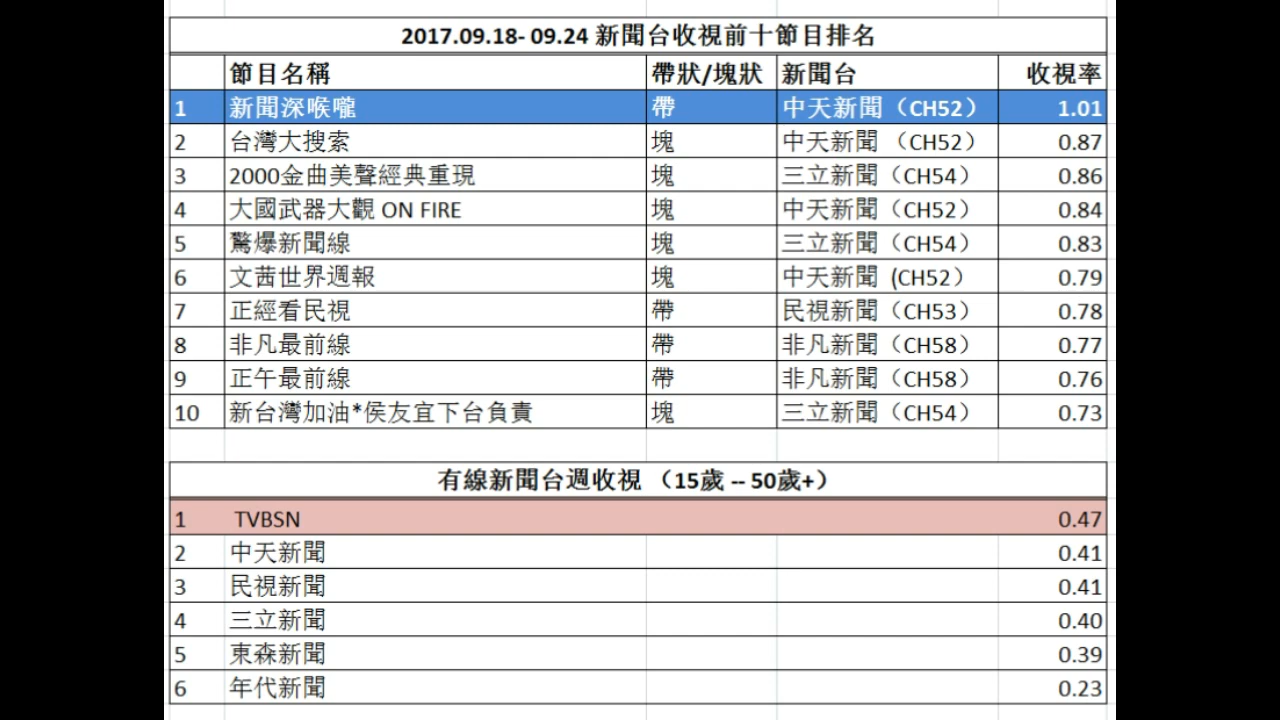 2017.09.18- 09.24 新聞台收視前十節目排名
節目名稱 帶狀/塊狀 新聞台 收視率
1 新聞深喉嚨 帶 中天新聞（CH52） 1.01
2 台灣大搜索 塊 中天新聞 （CH52） 0.87
3 2000金曲美聲經典重現 塊 三立新聞（CH54） 0.86
4 大國武器大觀 ON FIRE 塊 中天新聞（CH52） 0.84
5 驚爆新聞線 塊 三立新聞（CH54） 0.83
6 文茜世界週報 塊 中天新聞 (CH52） 0.79
7 正經看民視 帶 民視新聞（CH53） 0.78
8 非凡最前線 帶 非凡新聞（CH58） 0.77
9 正午最前線 帶 非凡新聞（CH58） 0.76
10 新台灣加油*侯友宜下台負責 塊 三立新聞（CH54） 0.73
有線新聞台週收視 （15歲 -- 50歲+）
1 TVBSN 0.47
2 中天新聞 0.41
3 民視新聞 0.41
4 三立新聞 0.40
5 東森新聞 0.39
6 年代新聞 0.23